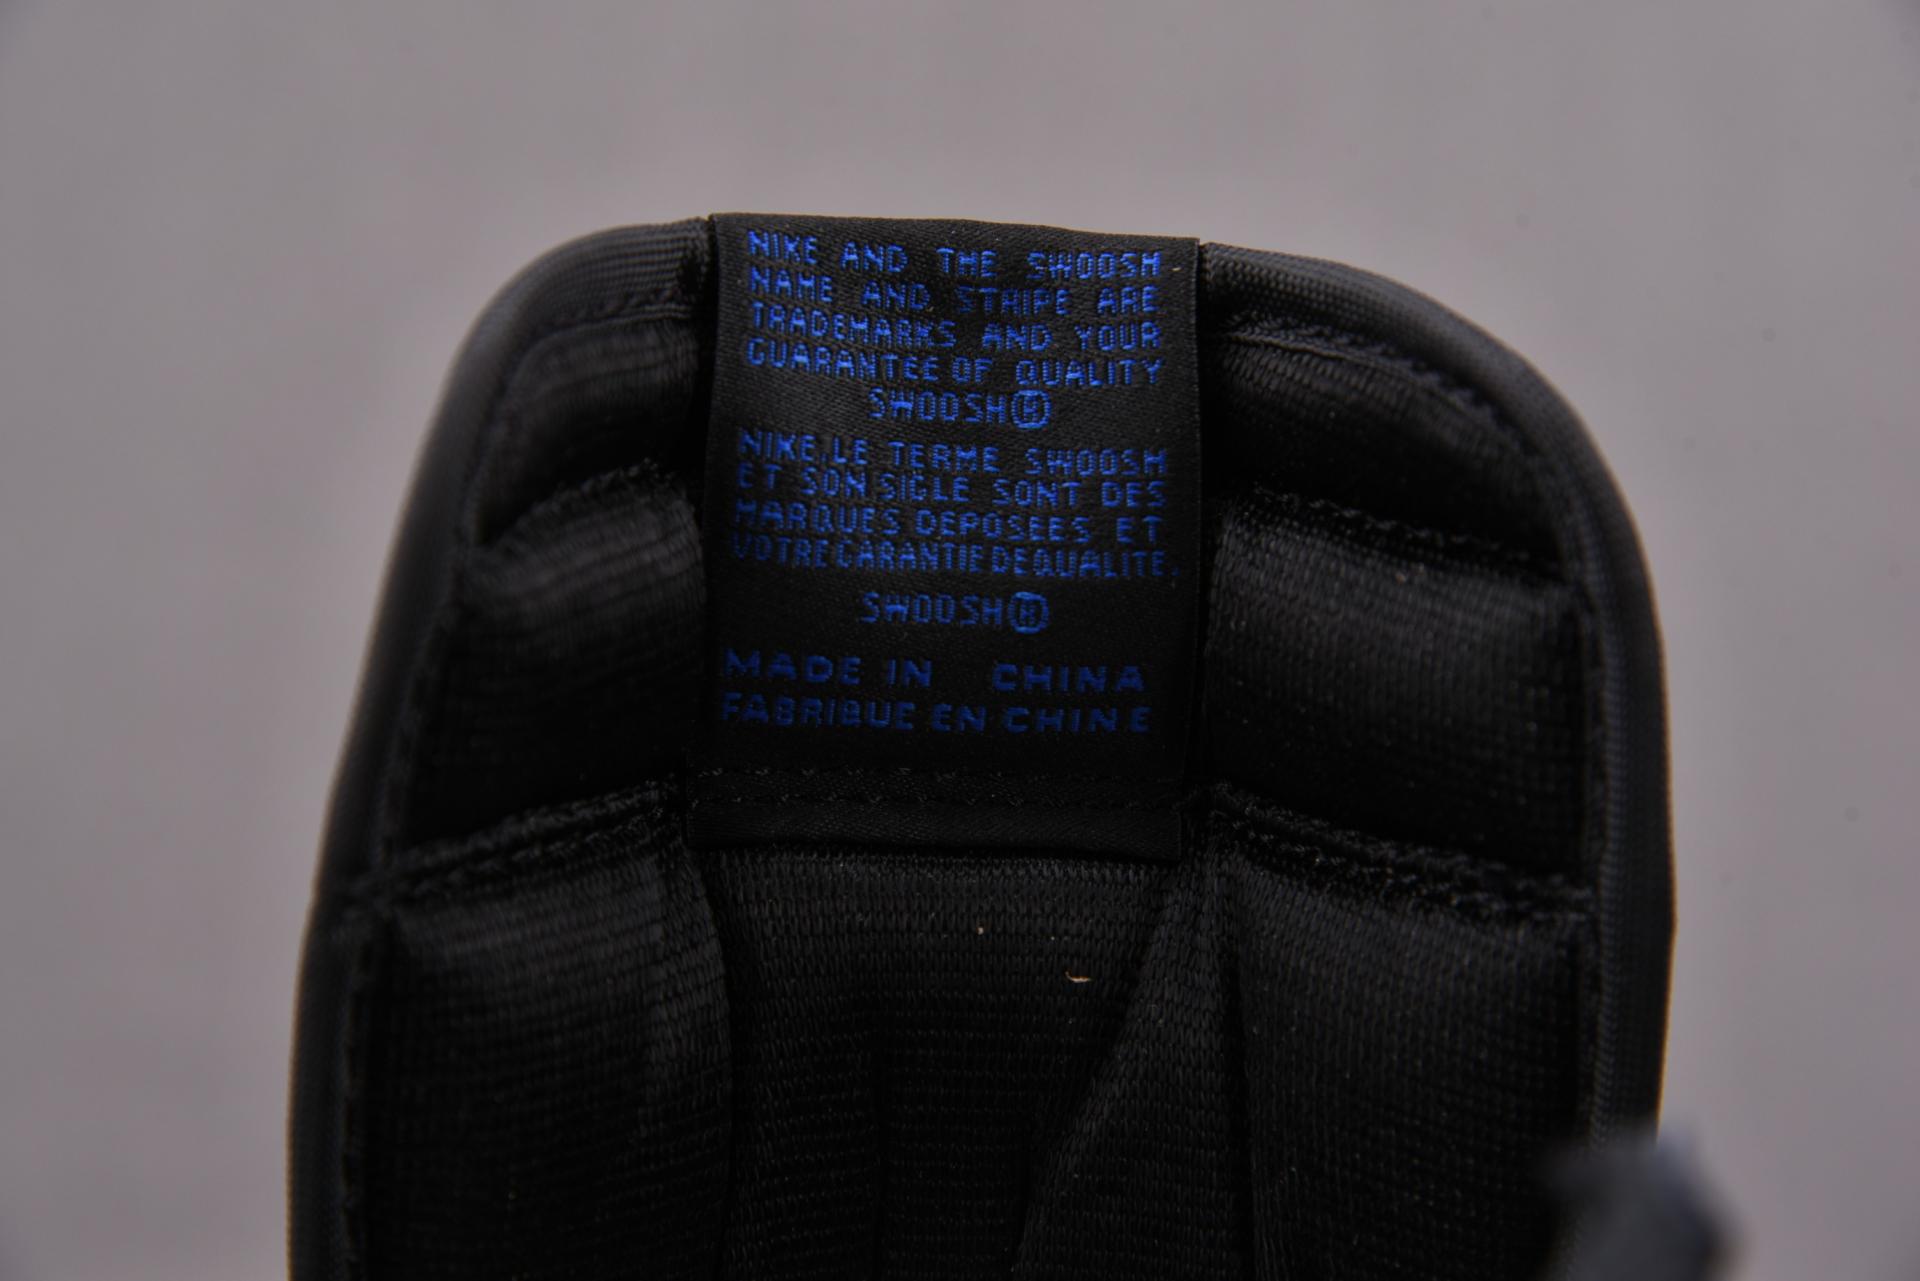 NIKE AND THE SWOOSH
NAME AND STRIPE ARE
TRADEMARKS AND YOUR
GUARANTEE OF QUALITY
SWOOSH®
NIKE,LE TERME SWOOSH
ET SON SIGLE SONT DES
MARQUES DEPOSEES ET
VOTRE GARANTIE DE QUALITE.
SWOOSH®
MADE IN CHINA
FABRIQUE EN CHINE